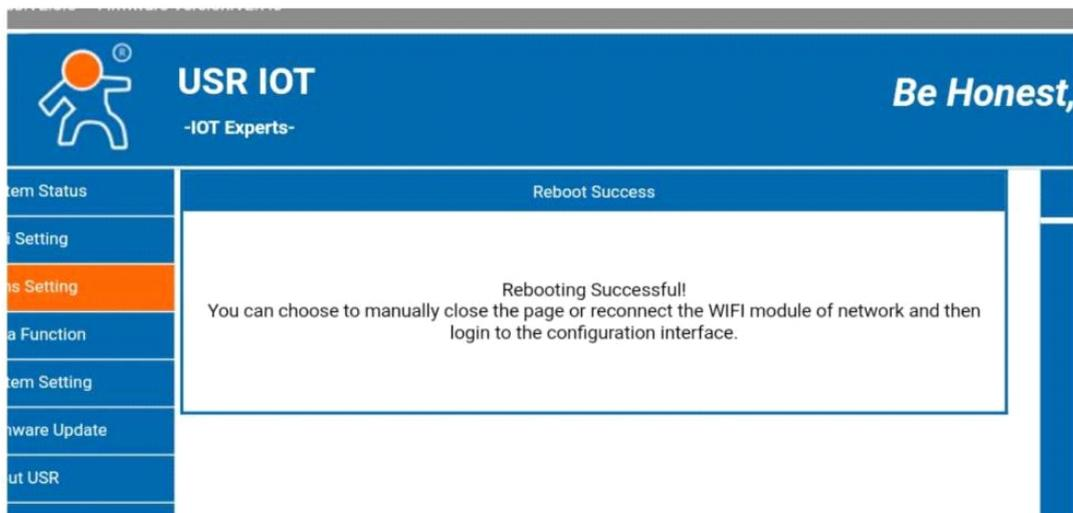 ®
USR IOT
-IOT Experts-
Be Honest,
tem Status
Setting
Setting
a Function
tem Setting
ware Update
ut USR
Reboot Success
Rebooting Successful!
You can choose to manually close the page or reconnect the WIFI module of network and then
login to the configuration interface.